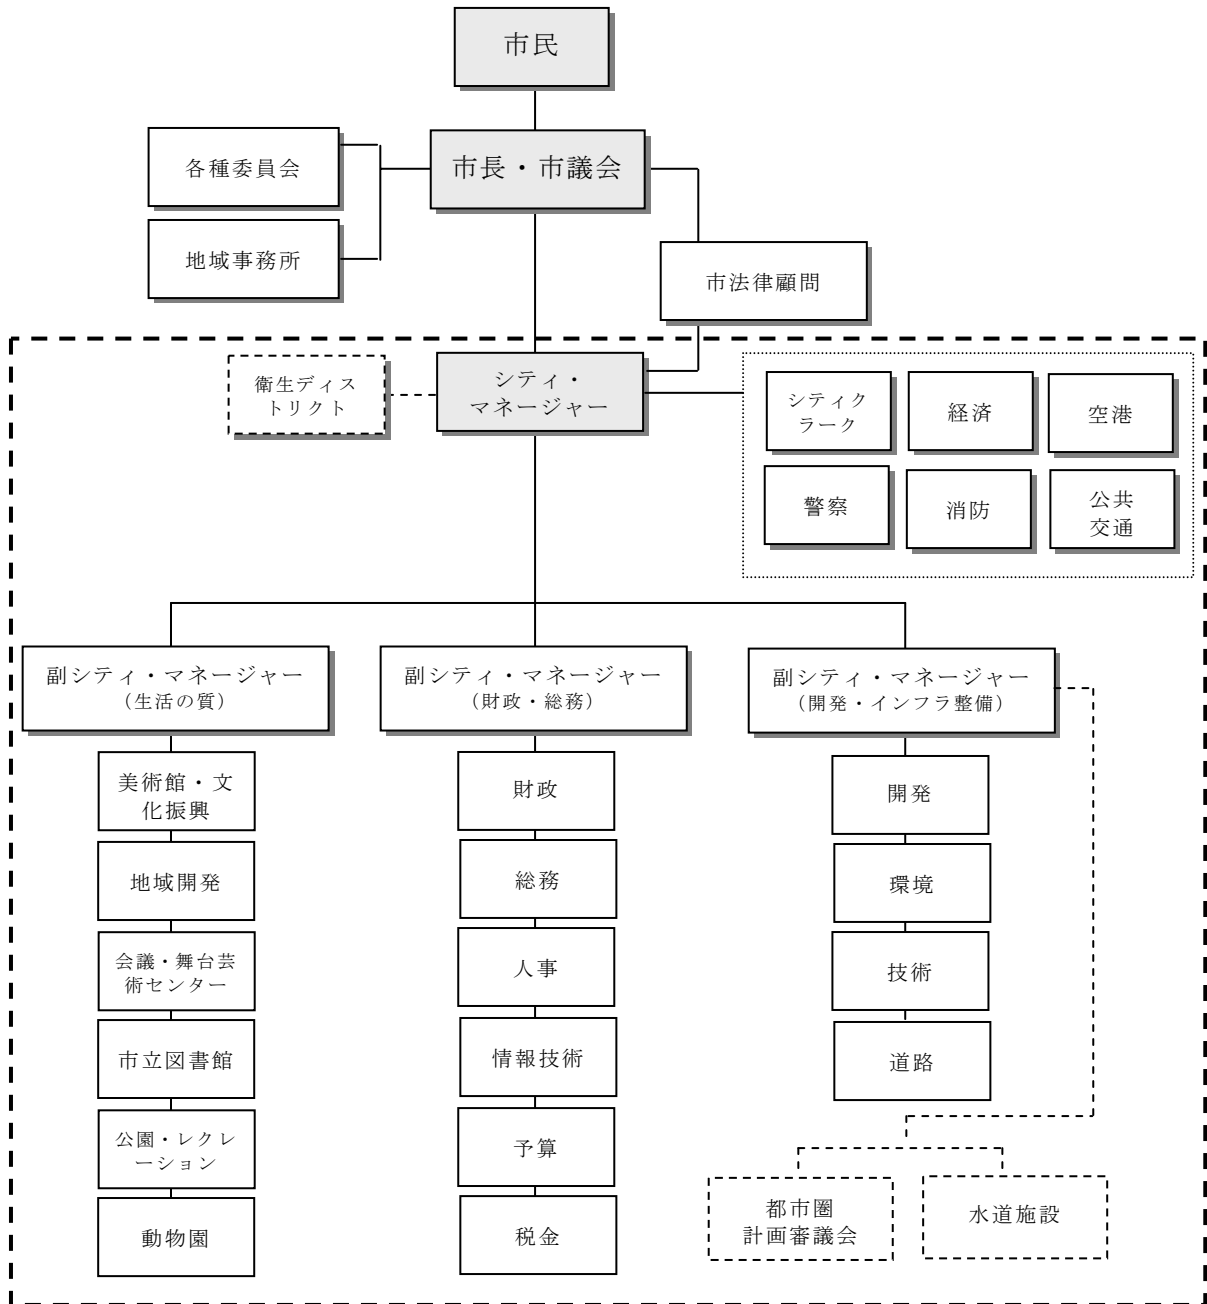 市民
市長・市議会
各種委員会
地域事務所
市法律顧問
衛生ディス
トリクト
シティ・
マネージャー
シティク
ラーク
経済
空港
警察
消防
公共
交通
副シティ・マネージャー
（生活の質）
副シティ・マネージャー
（財政・総務）
副シティ・マネージャー
（開発・インフラ整備）
美術館・文
化振興
地域開発
会議・舞台芸
術センター
市立図書館
公園・レクレ
ーション
動物園
財政
総務
人事
情報技術
予算
税金
開発
環境
技術
道路
都市圏
計画審議会
水道施設